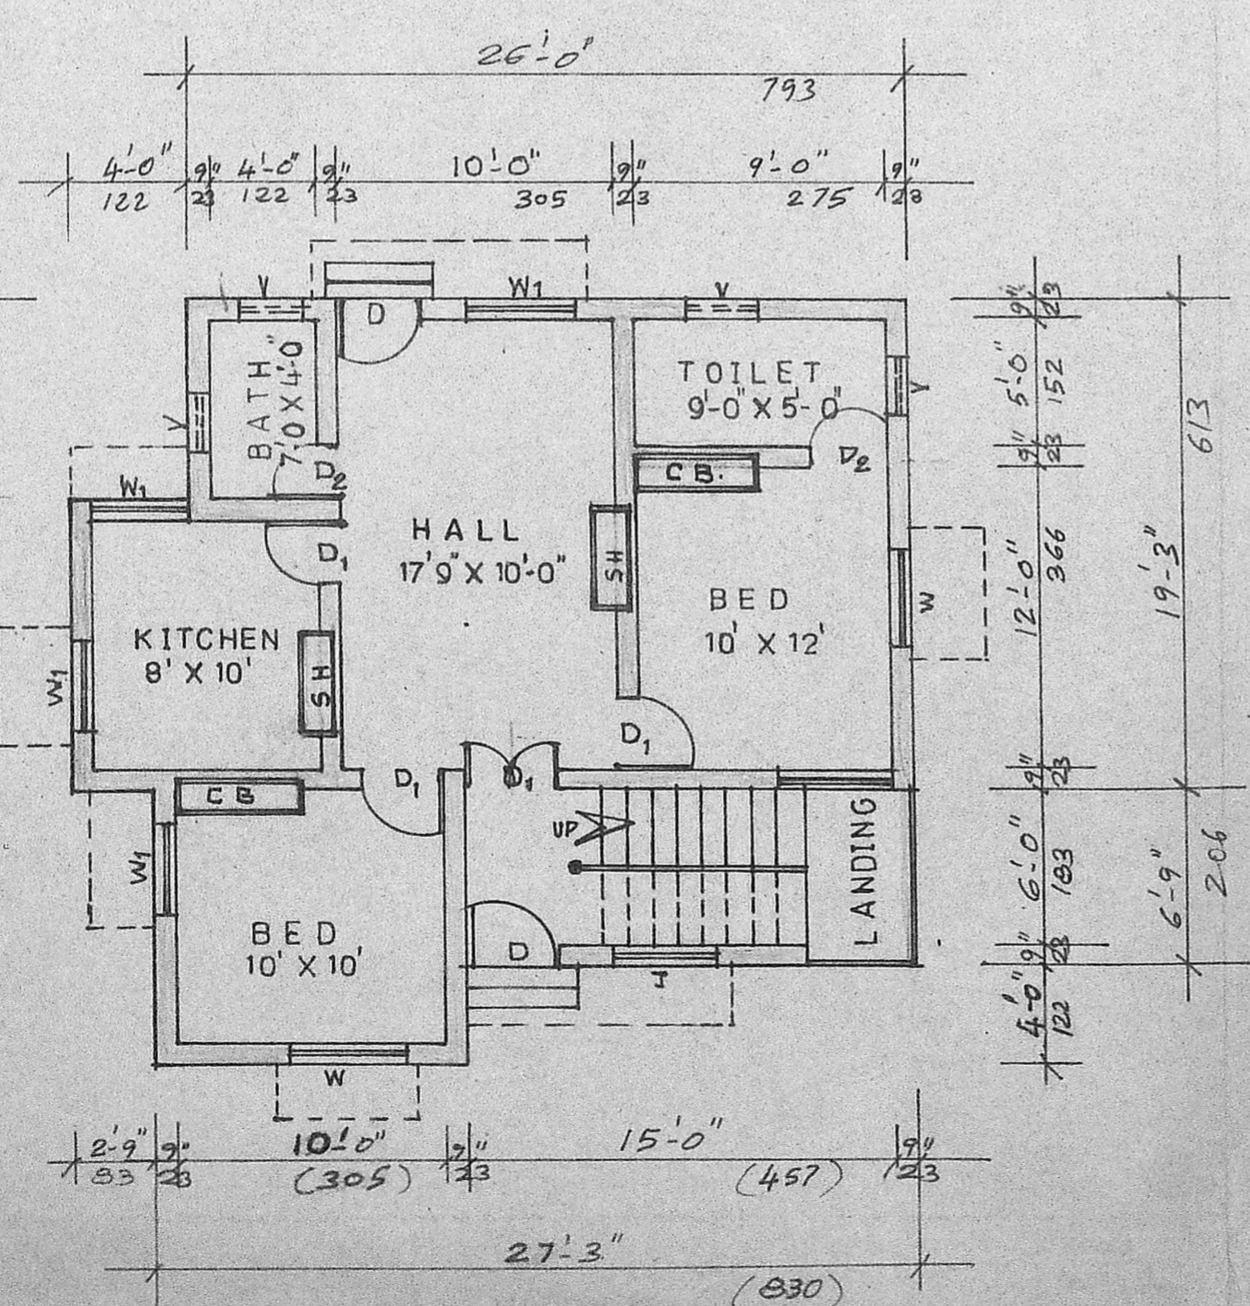 26'-0"
793
4'-0" 9" 4'-0" 9" 10'-0" 9" 9'-0" 9"
122 23 122 23 305 23 275 23
V W1 V
D
BATH
7'-0 X 4'-0"
TOILET
9'-0" X 5'-0"
V
V
9" 23
5'-0" 152
9" 23
613
D2
C B.
D2
W1
HALL
17'9" X 10'-0"
D1
SH
BED
10' X 12'
W
12'-0" 366
19'-3"
KITCHEN
8' X 10'
SH
W1
D1
9" 23
C B
D1
D1
UP
LANDING
6'-0" 183
6'-9" 206
W1
BED
10' X 10'
D
J
9" 23
4'-0" 122
W
2'-9" 9" 10'-0" 9" 15'-0" 9"
83 23 (305) 23 (457) 23
27'-3"
(830)